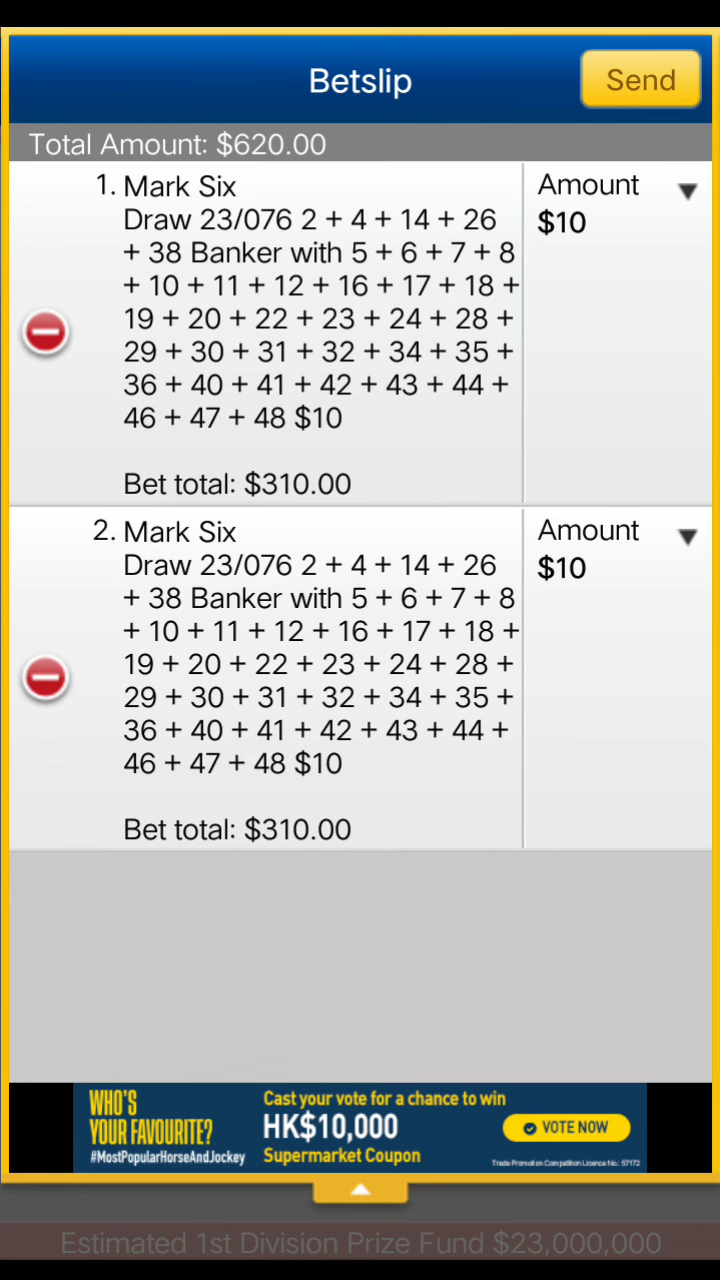 Betslip
Send
Total Amount: $620.00
1. Mark Six
Draw 23/076 2 + 4 + 14 + 26
+ 38 Banker with 5 + 6 + 7 + 8
+ 10 + 11 + 12 + 16 + 17 + 18 +
19 + 20 + 22 + 23 + 24 + 28 +
29 + 30 + 31 + 32 + 34 + 35 +
36 + 40 + 41 + 42 + 43 + 44 +
46 + 47 + 48 $10
Bet total: $310.00
Amount
$10
2. Mark Six
Draw 23/076 2 + 4 + 14 + 26
+ 38 Banker with 5 + 6 + 7 + 8
+ 10 + 11 + 12 + 16 + 17 + 18 +
19 + 20 + 22 + 23 + 24 + 28 +
29 + 30 + 31 + 32 + 34 + 35 +
36 + 40 + 41 + 42 + 43 + 44 +
46 + 47 + 48 $10
Bet total: $310.00
Amount
$10
WHO'S
YOUR FAVOURITE?
#MostPopularHorseAndJockey
Cast your vote for a chance to win
HK$10,000
Supermarket Coupon
VOTE NOW
Trade Promotion Competition Licence No.: 57172
Estimated 1st Division Prize Fund $23,000,000